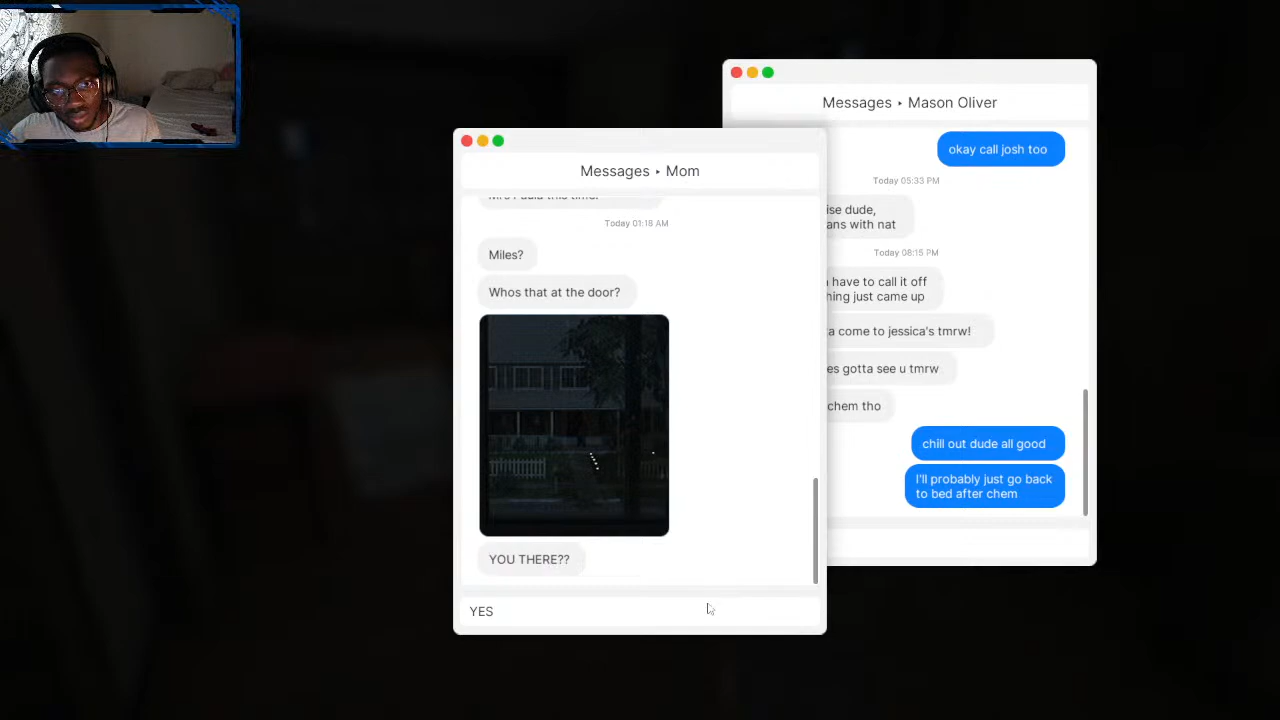 Messages ▸ Mason Oliver
okay call josh too
Today 05:33 PM
ise dude,
ans with nat
Today 08:15 PM
have to call it off
hing just came up
a come to jessica's tmrw!
es gotta see u tmrw
chem tho
chill out dude all good
I'll probably just go back
to bed after chem
Messages ▸ Mom
Today 01:18 AM
Miles?
Whos that at the door?
YOU THERE??
YES